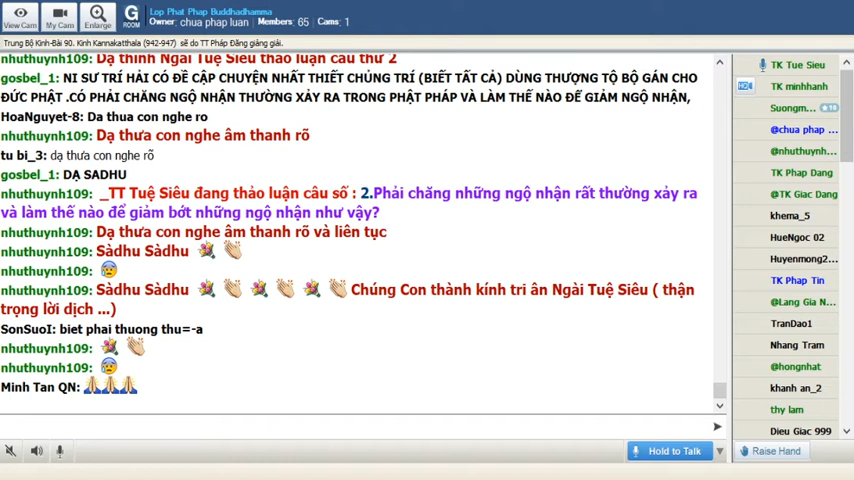 Lop Phat Phap Buddhadhamma
Owner: chua phap luan Members: 65 Cams: 1
View Cam My Cam Enlarge G ROOM
Trung Bộ Kinh-Bài 90. Kinh Kannakatthala (942-947) sẽ do TT Pháp Đăng giảng giải.
nhuthuynh109: Dạ thỉnh Ngài Tuệ Siêu thảo luận câu thứ 2
gosbel_1: NI SƯ TRÍ HẢI CÓ ĐỀ CẬP CHUYỆN NHẤT THIẾT CHỦNG TRÍ (BIẾT TẤT CẢ) DÙNG THƯỢNG TỌ BỘ GÁN CHO
ĐỨC PHẬT .CÓ PHẢI CHĂNG NGỘ NHẬN THƯỜNG XẢY RA TRONG PHẬT PHÁP VÀ LÀM THẾ NÀO ĐỂ GIẢM NGỘ NHẬN,
HoaNguyet-8: Da thua con nghe ro
nhuthuynh109: Dạ thưa con nghe âm thanh rõ
tu bi_3: dạ thưa con nghe rõ
gosbel_1: DẠ SADHU
nhuthuynh109: _TT Tuệ Siêu đang thảo luận câu số : 2.Phải chăng những ngộ nhận rất thường xảy ra
và làm thế nào để giảm bớt những ngộ nhận như vậy?
nhuthuynh109: Dạ thưa con nghe âm thanh rõ và liên tục
nhuthuynh109: Sàdhu Sàdhu
nhuthuynh109:
nhuthuynh109: Sàdhu Sàdhu Chúng Con thành kính tri ân Ngài Tuệ Siêu ( thận
trọng lời dịch ...)
SonSuoI: biet phai thuong thu=-a
nhuthuynh109:
nhuthuynh109:
Minh Tan QN:
TK Tue Sieu
HQ TK minhhanh
Suongm... 18
@chua phap ...
@nhuthuynh...
TK Phap Dang
@TK Giac Dang
khema_5
HueNgoc 02
Huyenmong2...
TK Phap Tin
@Lang Gia N...
TranDao1
Nhang Tram
@hongnhat
khanh an_2
thy lam
Dieu Giac 999
Hold to Talk
Raise Hand